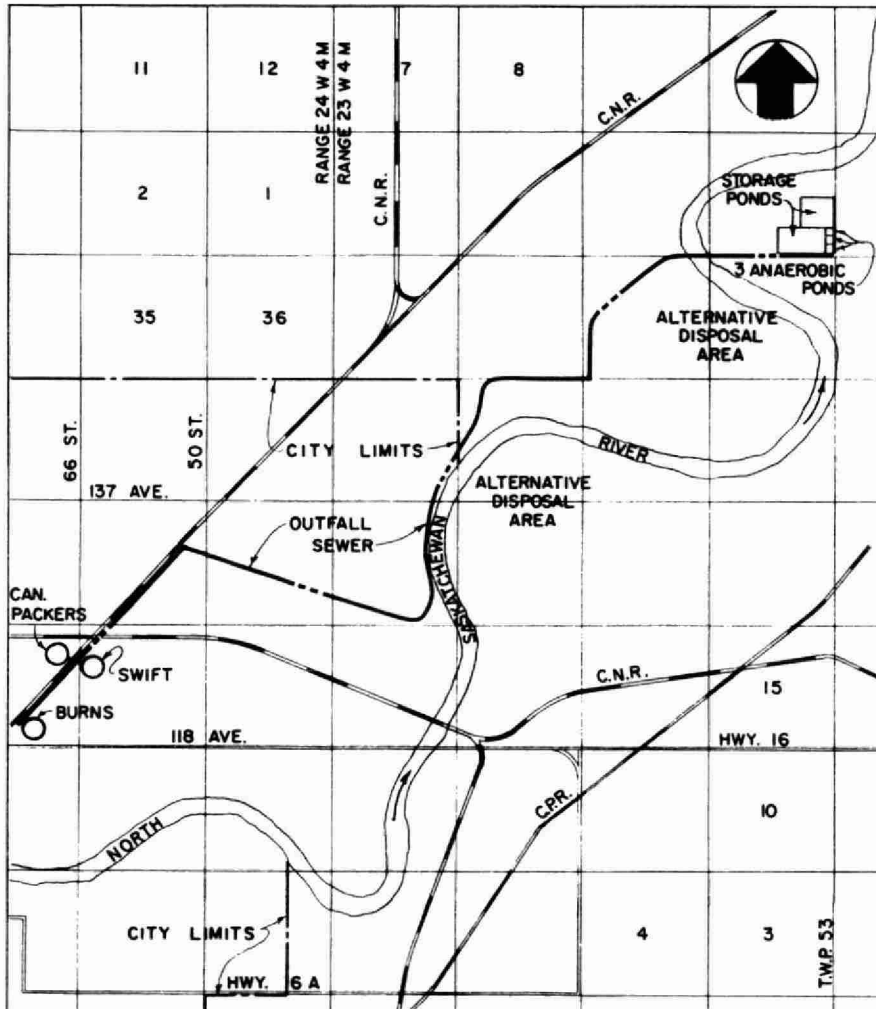 11
12
7
8
RANGE 24 W 4 M
RANGE 23 W 4 M
C.N.R.
C.N.R.
2
1
STORAGE
PONDS
3 ANAEROBIC
PONDS
35
36
ALTERNATIVE
DISPOSAL
AREA
66 ST.
50 ST.
CITY LIMITS
RIVER
137 AVE.
ALTERNATIVE
DISPOSAL
AREA
OUTFALL
SEWER
SASKATCHEWAN
CAN.
PACKERS
SWIFT
BURNS
C.N.R.
15
118 AVE.
HWY. 16
C.P.R.
10
NORTH
CITY LIMITS
4
3
T.W.P. 53
HWY. 16 A